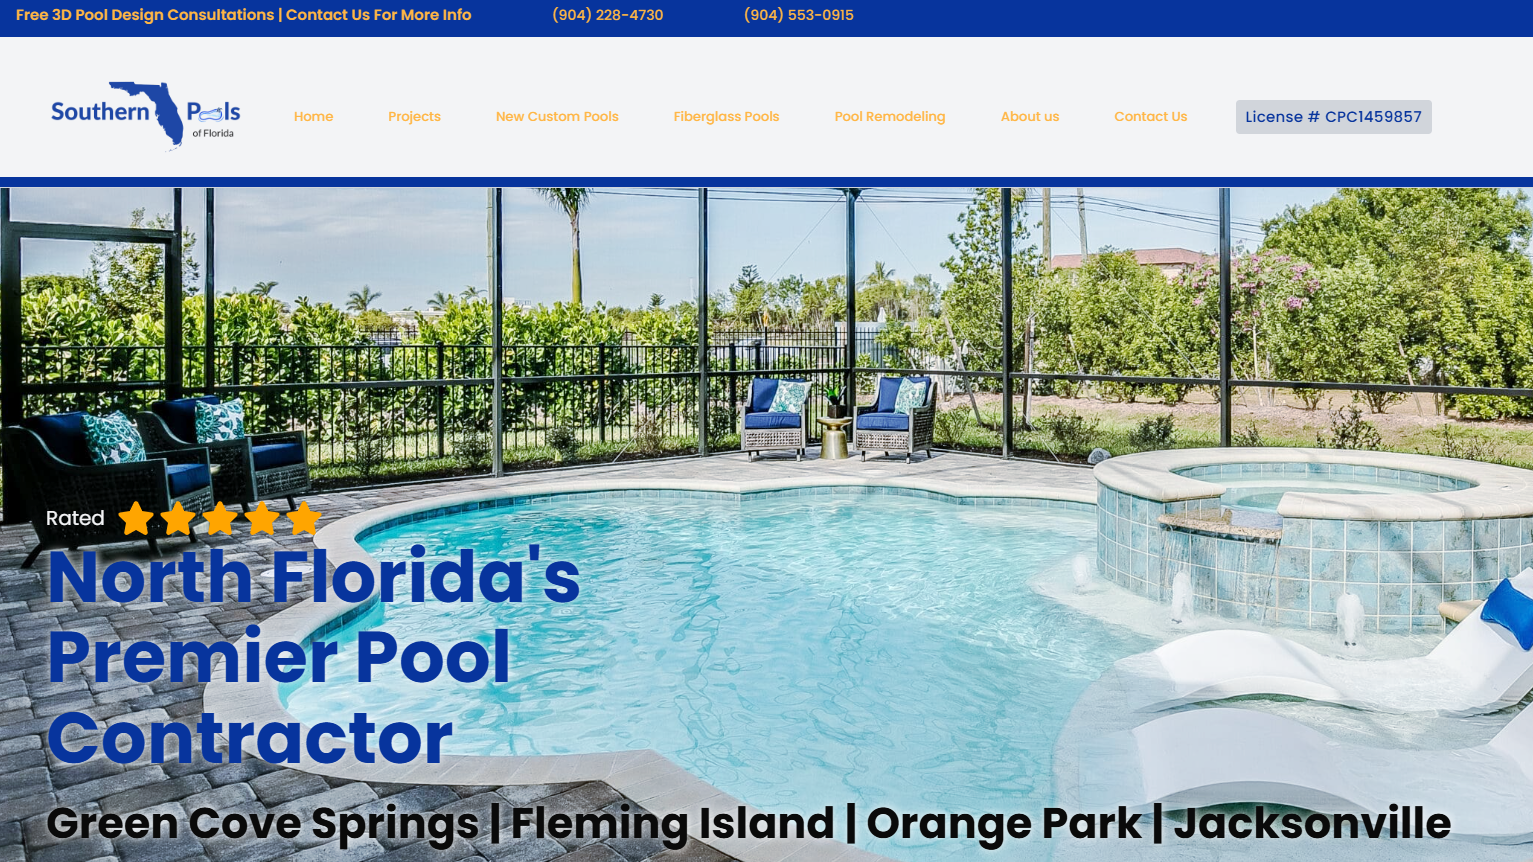 Free 3D Pool Design Consultations | Contact Us For More Info (904) 228-4730 (904) 553-0915
Southern Pools
of Florida
Home Projects New Custom Pools Fiberglass Pools Pool Remodeling About us Contact Us License # CPC1459857
Rated
North Florida's
Premier Pool
Contractor
Green Cove Springs | Fleming Island | Orange Park | Jacksonville